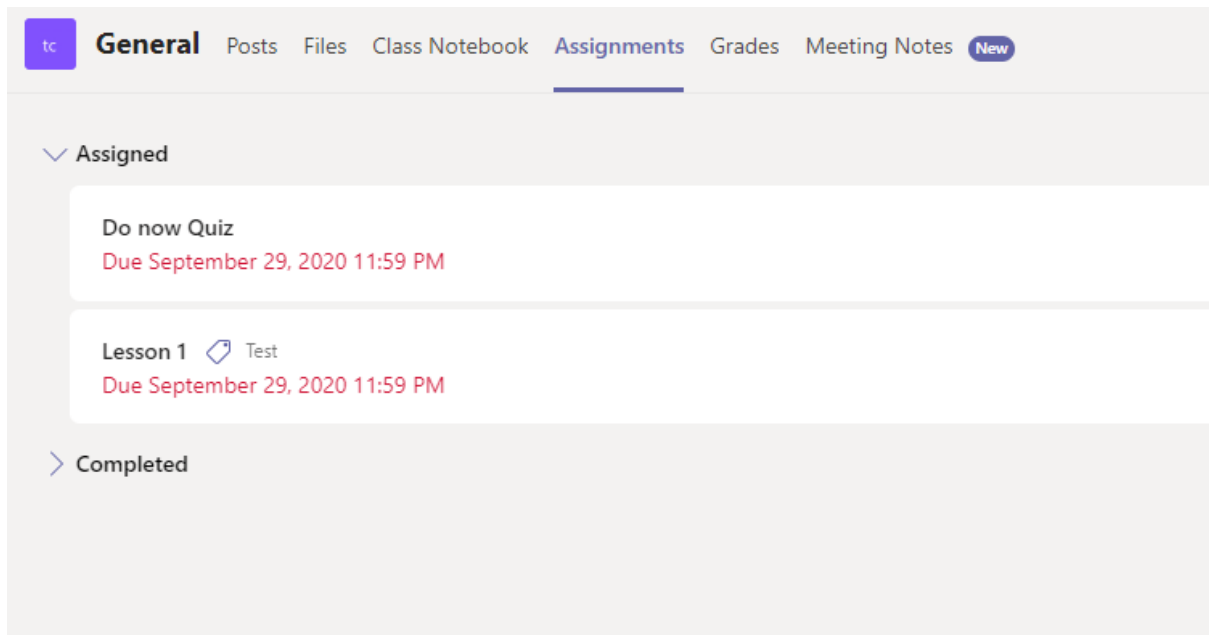 tc General Posts Files Class Notebook Assignments Grades Meeting Notes New
Assigned
Do now Quiz
Due September 29, 2020 11:59 PM
Lesson 1 Test
Due September 29, 2020 11:59 PM
Completed